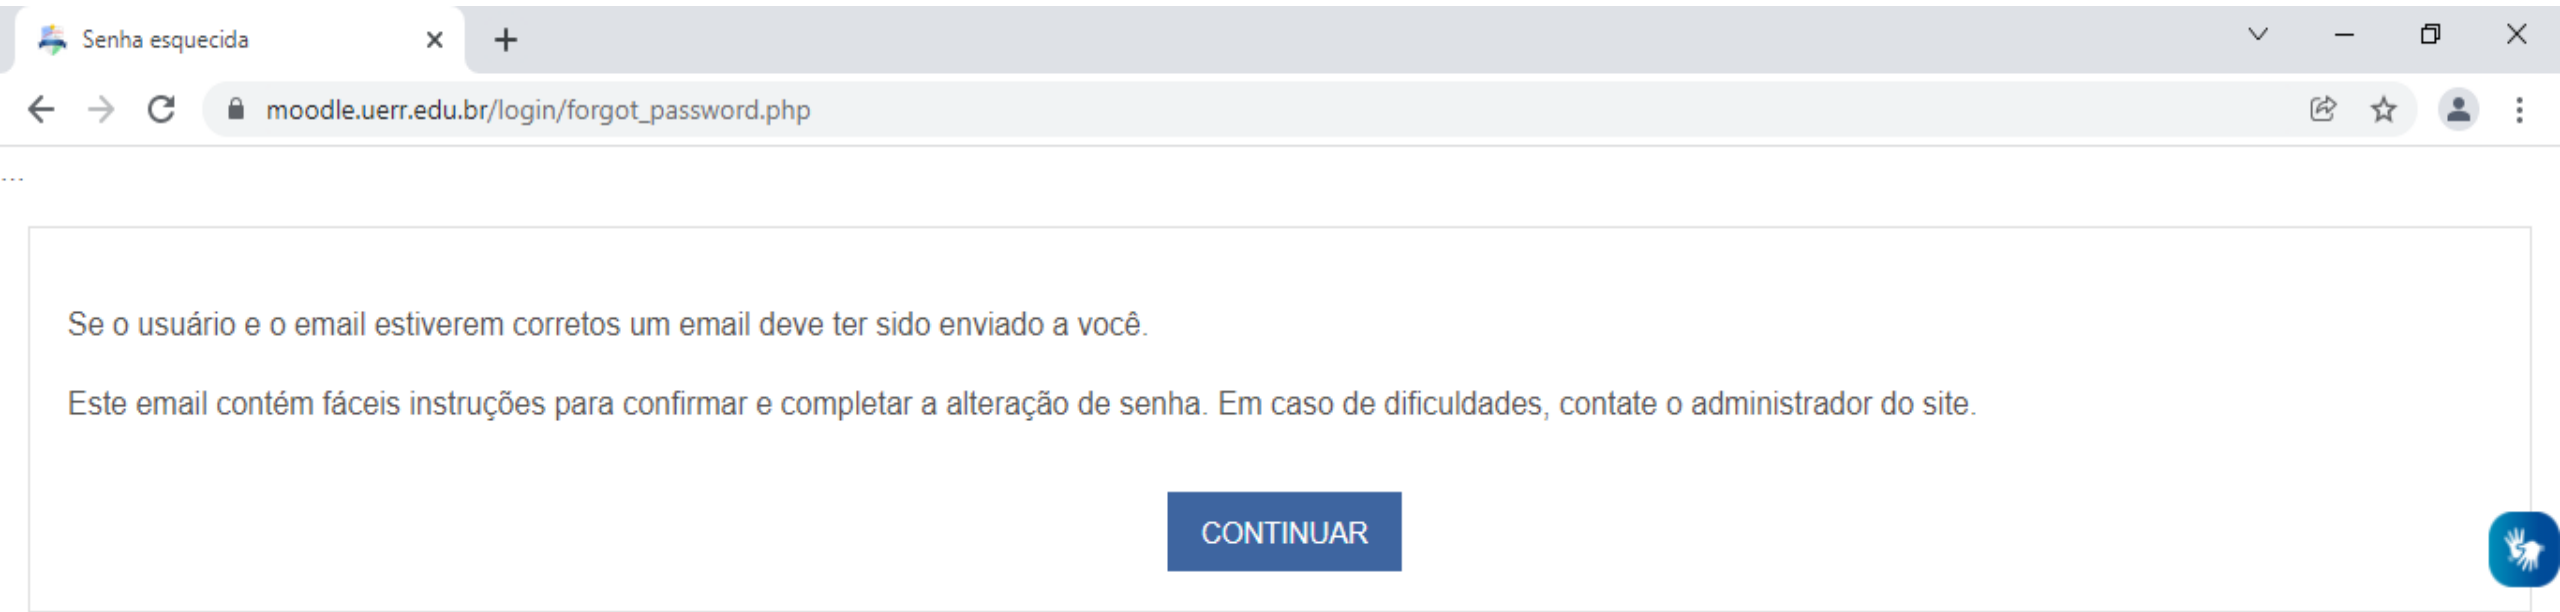 Senha esquecida
moodle.uerr.edu.br/login/forgot_password.php
...
Se o usuário e o email estiverem corretos um email deve ter sido enviado a você.
Este email contém fáceis instruções para confirmar e completar a alteração de senha. Em caso de dificuldades, contate o administrador do site.
CONTINUAR